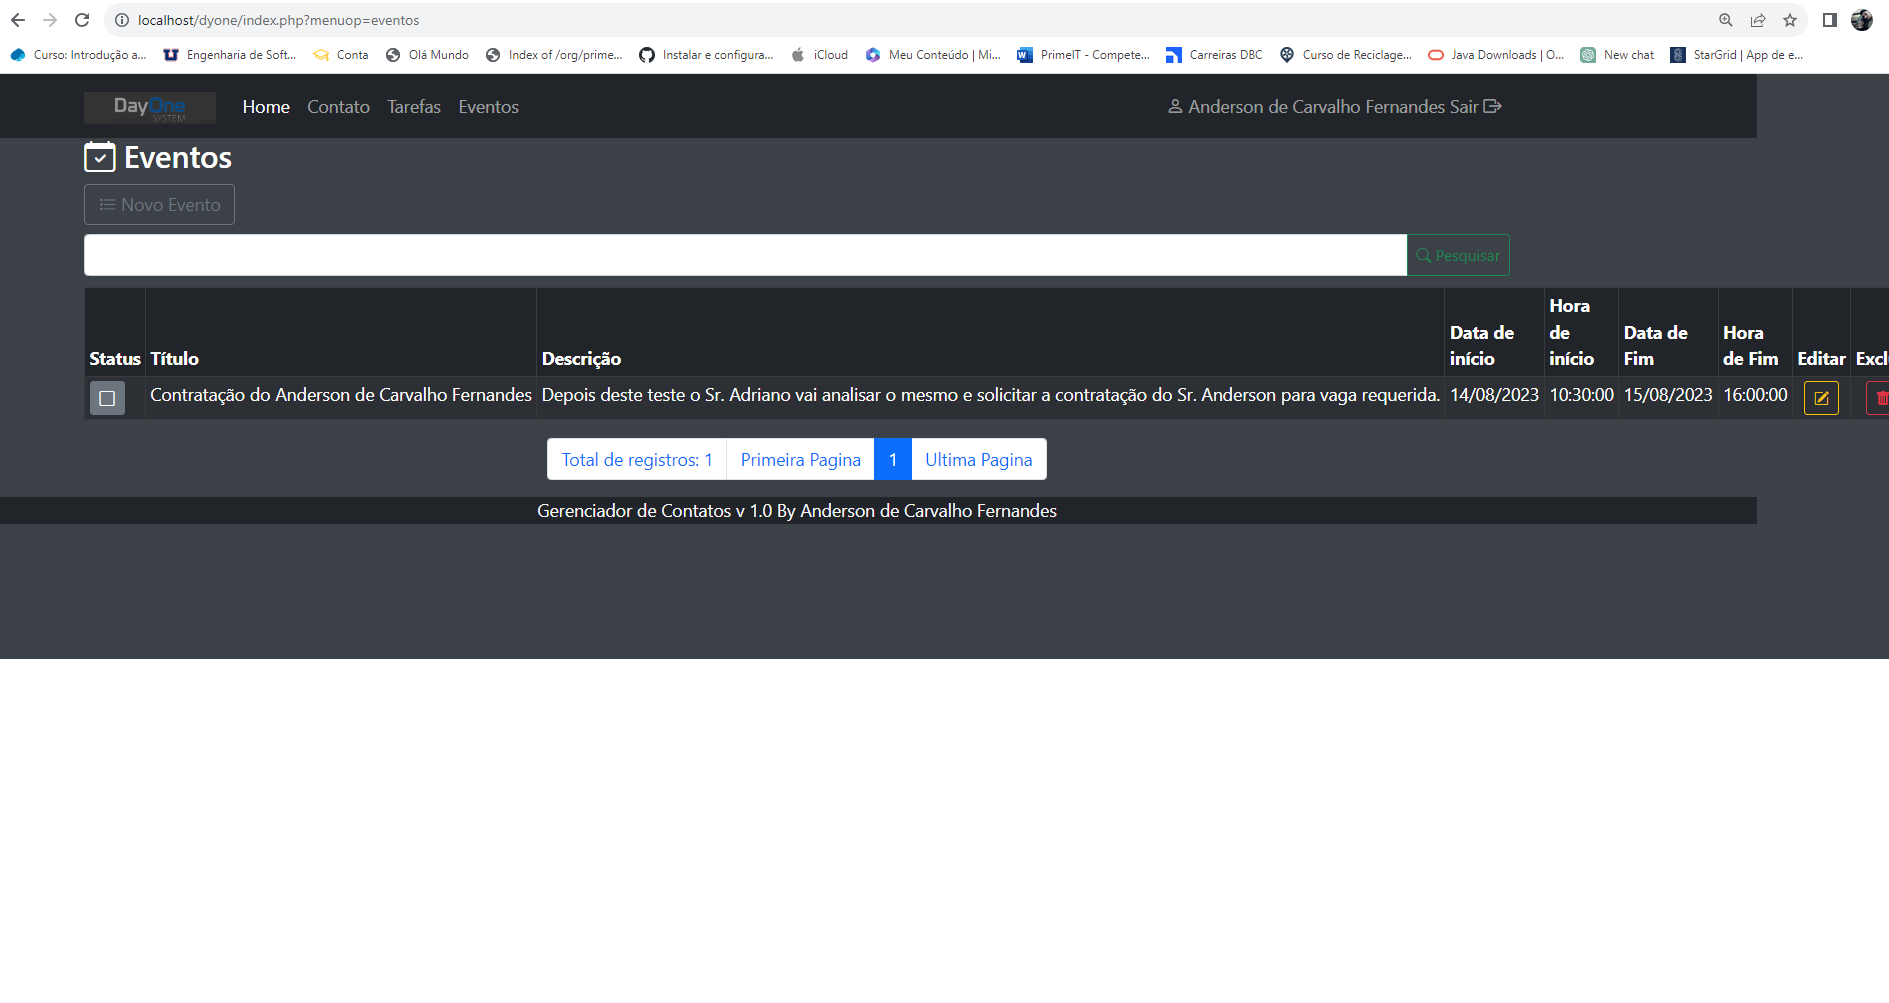 localhost/dyone/index.php?menuop=eventos
Curso: Introdução a... Engenharia de Soft... Conta Olá Mundo Index of /org/prime... Instalar e configura... iCloud Meu Conteúdo | Mi... PrimeIT - Compete... Carreiras DBC Curso de Reciclage... Java Downloads | O... New chat StarGrid | App de e...
DayOne SYSTEM Home Contato Tarefas Eventos Anderson de Carvalho Fernandes Sair
Eventos
Novo Evento
Pesquisar
Status Título Descrição Data de início Hora de início Data de Fim Hora de Fim Editar Excl
Contratação do Anderson de Carvalho Fernandes Depois deste teste o Sr. Adriano vai analisar o mesmo e solicitar a contratação do Sr. Anderson para vaga requerida. 14/08/2023 10:30:00 15/08/2023 16:00:00
Total de registros: 1 Primeira Pagina 1 Ultima Pagina
Gerenciador de Contatos v 1.0 By Anderson de Carvalho Fernandes